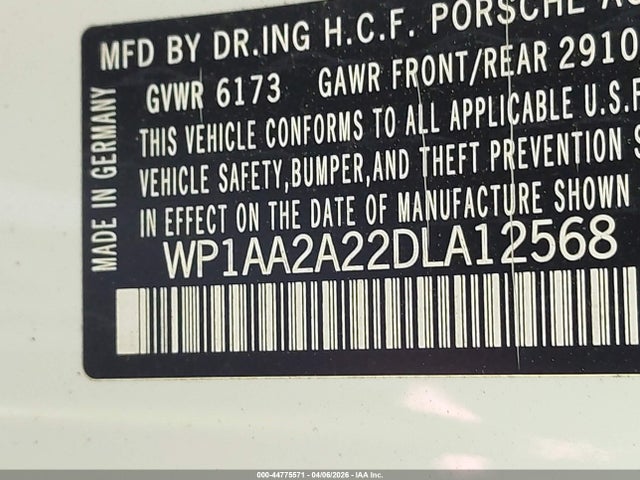 MFD BY DR.ING H.C.F. PORSCHE
GVWR 6173 GAWR FRONT/REAR 2910
THIS VEHICLE CONFORMS TO ALL APPLICABLE U.S.F
VEHICLE SAFETY,BUMPER,AND THEFT PREVENTION S
IN EFFECT ON THE DATE OF MANUFACTURE SHOWN
WP1AA2A22DLA12568
MADE IN GERMANY
000-44775571 - 04/06/2026 - IAA Inc.